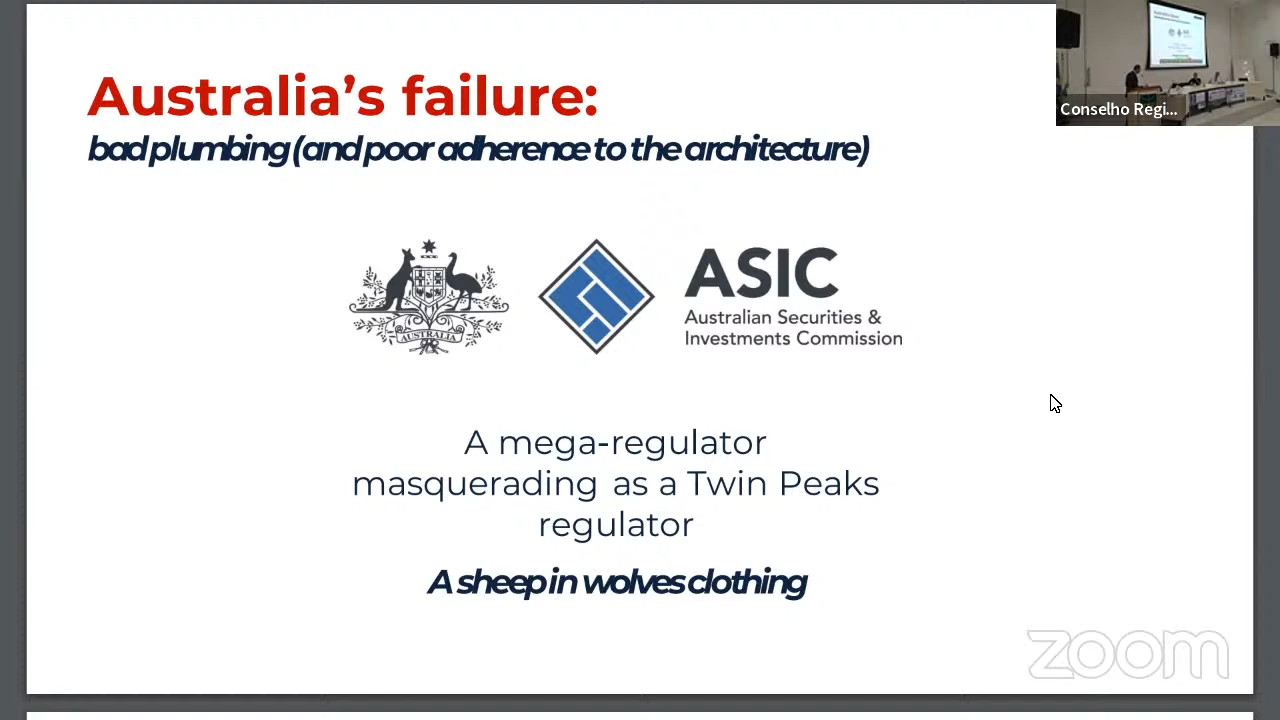 Australia’s failure:
bad plumbing (and poor adherence to the architecture)
Conselho Regi...
AUSTRALIA
ASIC
Australian Securities &
Investments Commission
A mega-regulator
masquerading as a Twin Peaks
regulator
A sheep in wolves clothing
zoom